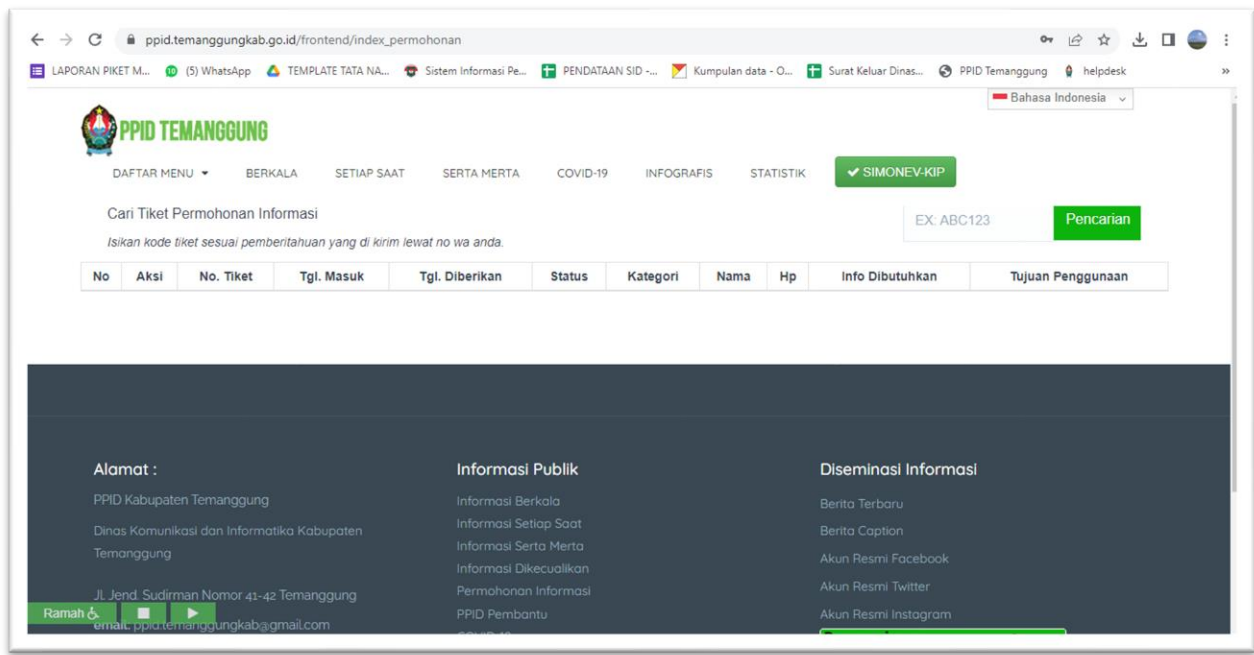 ppid.temanggungkab.go.id/frontend/index_permohonan
LAPORAN PIKET M... (5) WhatsApp TEMPLATE TATA NA... Sistem Informasi Pe... PENDATAAN SID -... Kumpulan data - O... Surat Keluar Dinas... PPID Temanggung helpdesk »
Bahasa Indonesia
PPID TEMANGGUNG
DAFTAR MENU BERKALA SETIAP SAAT SERTA MERTA COVID-19 INFOGRAFIS STATISTIK SIMONEV-KIP
Cari Tiket Permohonan Informasi
EX: ABC123 Pencarian
Isikan kode tiket sesuai pemberitahuan yang di kirim lewat no wa anda.
No Aksi No. Tiket Tgl. Masuk Tgl. Diberikan Status Kategori Nama Hp Info Dibutuhkan Tujuan Penggunaan
Alamat :
PPID Kabupaten Temanggung
Dinas Komunikasi dan Informatika Kabupaten
Temanggung
Jl. Jend. Sudirman Nomor 41-42 Temanggung
email: ppid.temanggungkab@gmail.com
Informasi Publik
Informasi Berkala
Informasi Setiap Saat
Informasi Serta Merta
Informasi Dikecualikan
Permohonan Informasi
PPID Pembantu
Diseminasi Informasi
Berita Terbaru
Berita Caption
Akun Resmi Facebook
Akun Resmi Twitter
Akun Resmi Instagram
Ramah